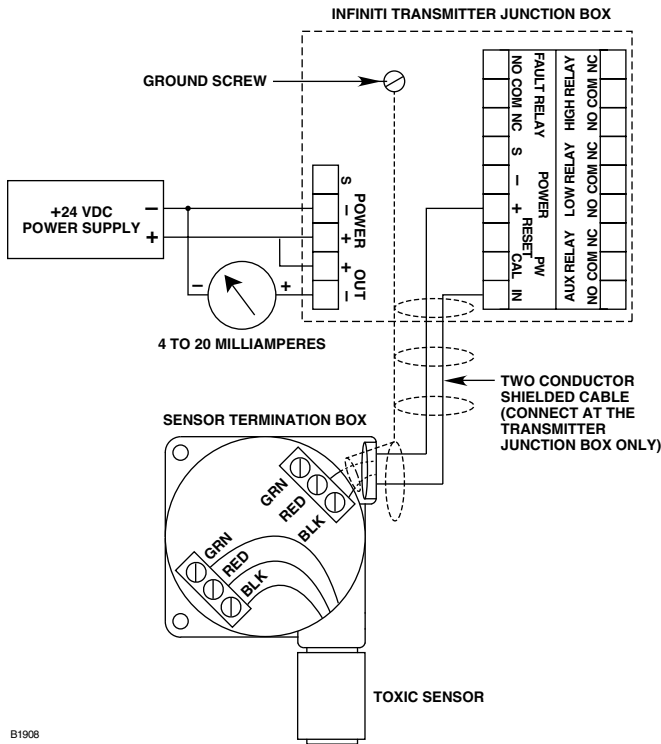 INFINITI TRANSMITTER JUNCTION BOX
GROUND SCREW
+24 VDC
POWER SUPPLY
−
+
S
−
+
+
−
POWER
OUT
−
+
4 TO 20 MILLIAMPERES
NO COM NC
S
−
+
CAL
IN
FAULT RELAY
POWER
RESET
PW
HIGH RELAY
LOW RELAY
AUX RELAY
NO COM NC
NO COM NC
NO COM NC
TWO CONDUCTOR
SHIELDED CABLE
(CONNECT AT THE
TRANSMITTER
JUNCTION BOX ONLY)
SENSOR TERMINATION BOX
GRN
RED
BLK
GRN
RED
BLK
TOXIC SENSOR
B1908